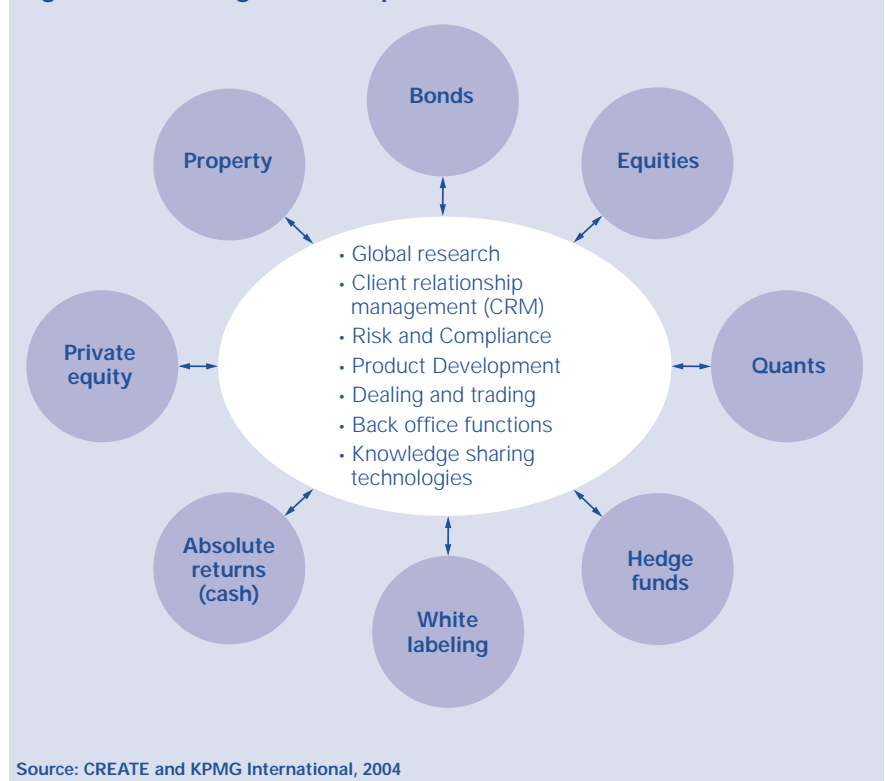 Bonds
Property
Equities
• Global research
• Client relationship
management (CRM)
• Risk and Compliance
• Product Development
• Dealing and trading
• Back office functions
• Knowledge sharing
technologies
Private
equity
Quants
Absolute
returns
(cash)
Hedge
funds
White
labeling
Source: CREATE and KPMG International, 2004